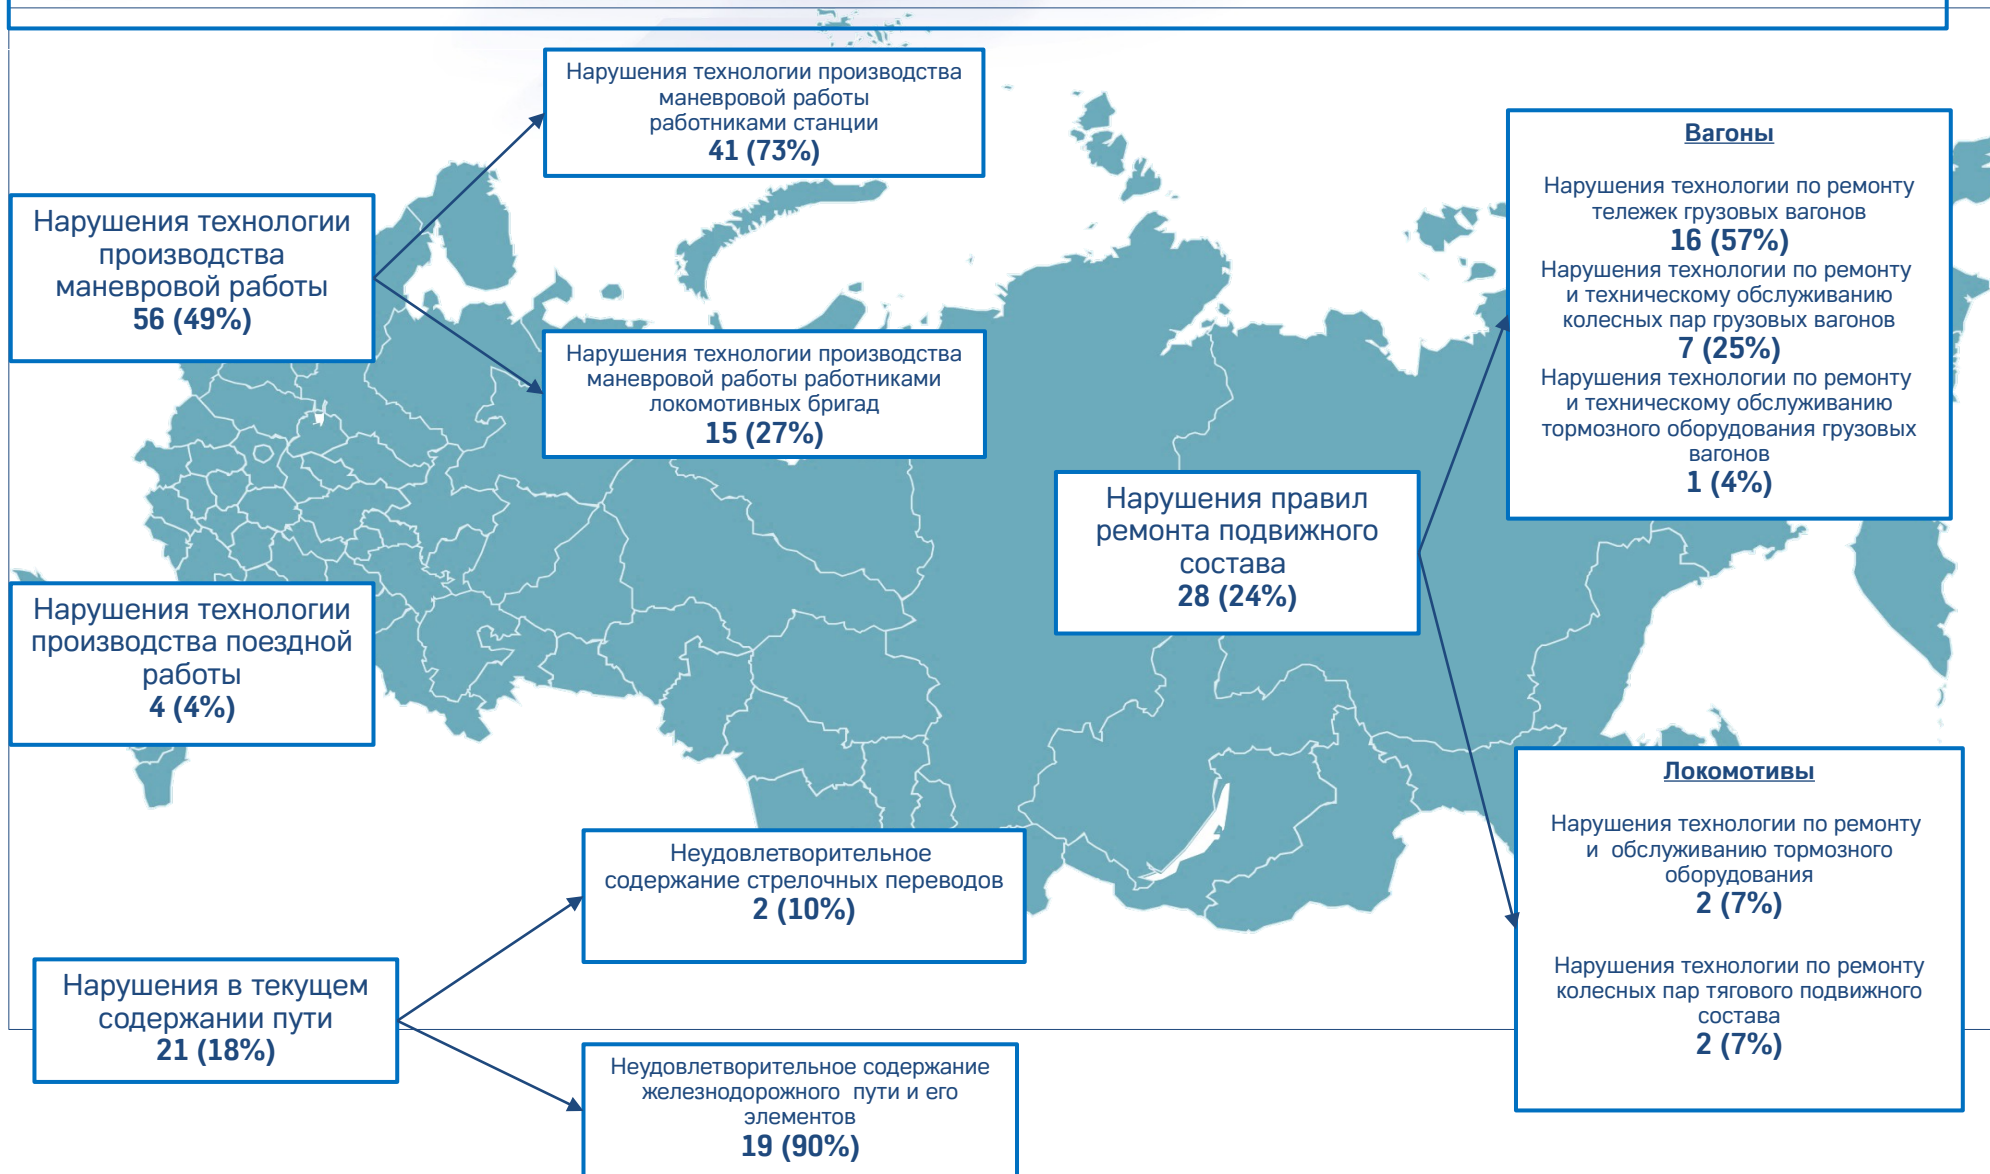 Нарушения технологии производства
маневровой работы
работниками станции
41 (73%)
Нарушения технологии
производства
маневровой работы
56 (49%)
Нарушения технологии производства
маневровой работы работниками
локомотивных бригад
15 (27%)
Вагоны
Нарушения технологии по ремонту
тележек грузовых вагонов
16 (57%)
Нарушения технологии по ремонту
и техническому обслуживанию
колесных пар грузовых вагонов
7 (25%)
Нарушения технологии по ремонту
и техническому обслуживанию
тормозного оборудования грузовых
вагонов
1 (4%)
Нарушения правил
ремонта подвижного
состава
28 (24%)
Нарушения технологии
производства поездной
работы
4 (4%)
Локомотивы
Нарушения технологии по ремонту
и обслуживанию тормозного
оборудования
2 (7%)
Нарушения технологии по ремонту
колесных пар тягового подвижного
состава
2 (7%)
Неудовлетворительное
содержание стрелочных переводов
2 (10%)
Нарушения в текущем
содержании пути
21 (18%)
Неудовлетворительное содержание
железнодорожного пути и его
элементов
19 (90%)